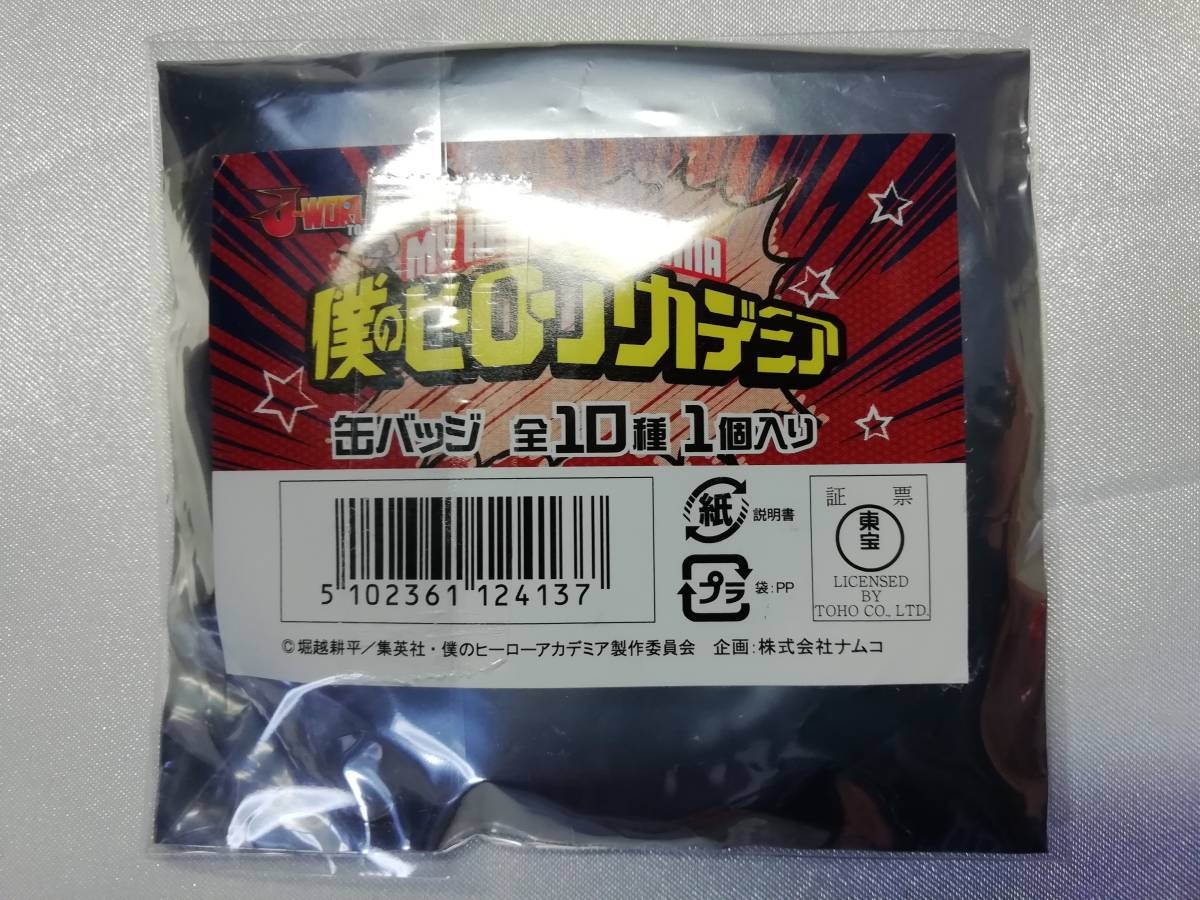 僕のヒーローアカデミア
缶バッジ 全10種 1個入り
5 102361 124137
紙 説明書
プラ 袋:PP
証 票
東宝
LICENSED
BY
TOHO CO., LTD.
©堀越耕平/集英社・僕のヒーローアカデミア製作委員会 企画:株式会社ナムコ